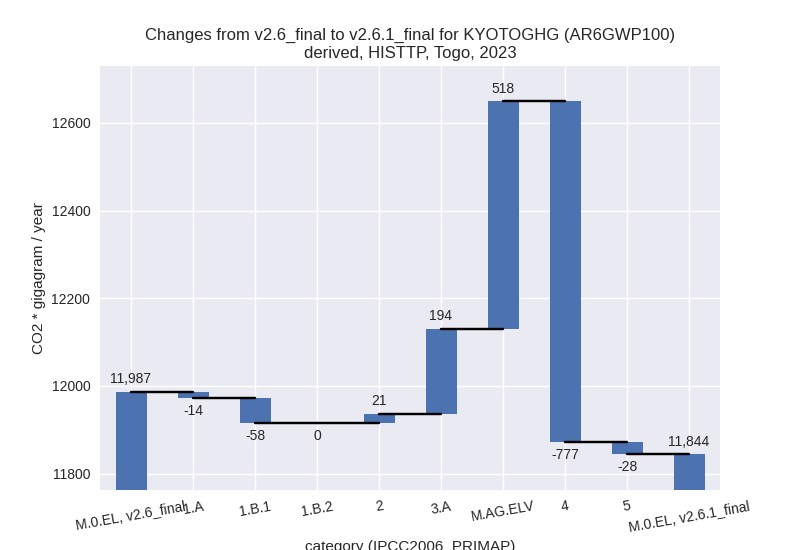 Changes from v2.6_final to v2.6.1_final for KYOTOGHG (AR6GWP100)
derived, HISTTP, Togo, 2023
CO2 * gigagram / year
12600
12400
12200
12000
11800
11,987
-14
-58
0
21
194
518
-777
-28
11,844
M.0.EL, v2.6_final
1.A
1.B.1
1.B.2
2
3.A
M.AG.ELV
4
5
M.0.EL, v2.6.1_final
category (IPCC2006_PRIMAP)